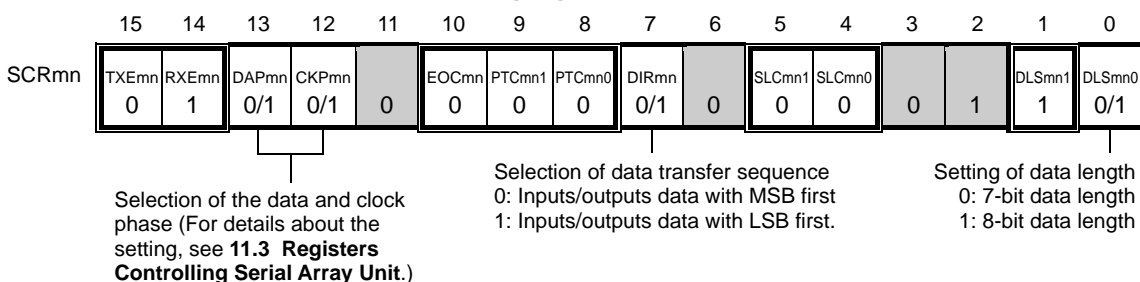 15 14 13 12 11 10 9 8 7 6 5 4 3 2 1 0
SCRmn TXEmn RXEmn DAPmn CKPmn EOCmn PTCmn1 PTCmn0 DIRmn SLCmn1 SLCmn0 DLSmn1 DLSmn0
0 1 0/1 0/1 0 0 0 0 0/1 0 0 0 0 1 1 0/1
Selection of the data and clock
phase (For details about the
setting, see 11.3 Registers
Controlling Serial Array Unit.)
Selection of data transfer sequence
0: Inputs/outputs data with MSB first
1: Inputs/outputs data with LSB first.
Setting of data length
0: 7-bit data length
1: 8-bit data length